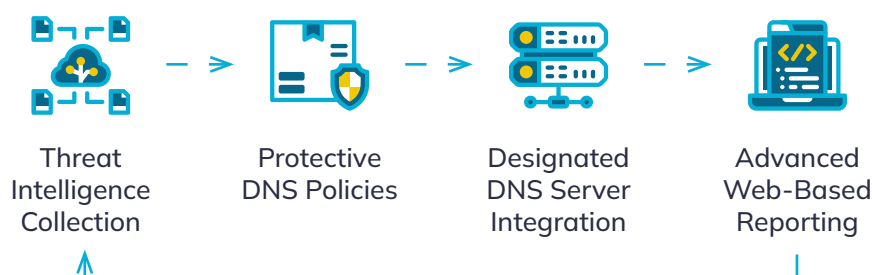 Threat
Intelligence
Collection
Protective
DNS Policies
Designated
DNS Server
Integration
Advanced
Web-Based
Reporting